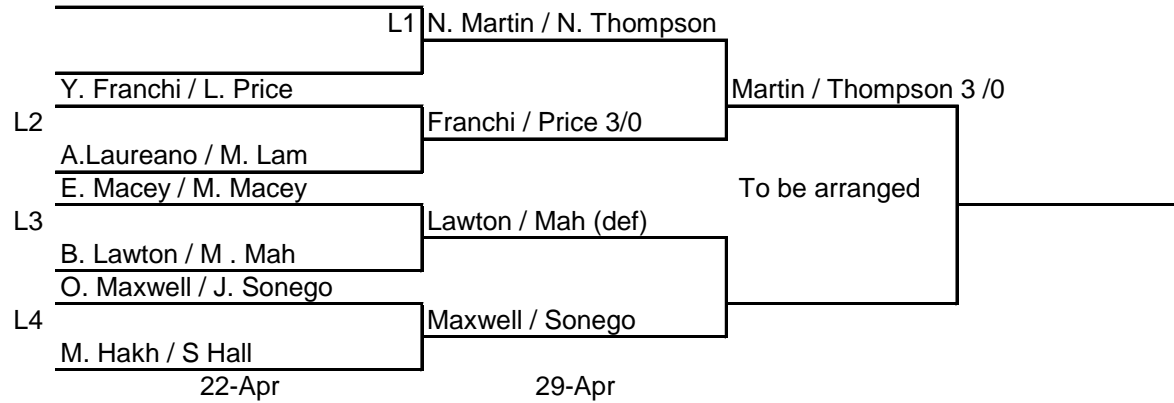 L1 N. Martin / N. Thompson
Y. Franchi / L. Price
Martin / Thompson 3 /0
L2
Franchi / Price 3/0
A.Laureano / M. Lam
E. Macey / M. Macey
To be arranged
L3
Lawton / Mah (def)
B. Lawton / M . Mah
O. Maxwell / J. Sonego
L4
Maxwell / Sonego
M. Hakh / S Hall
22-Apr
29-Apr